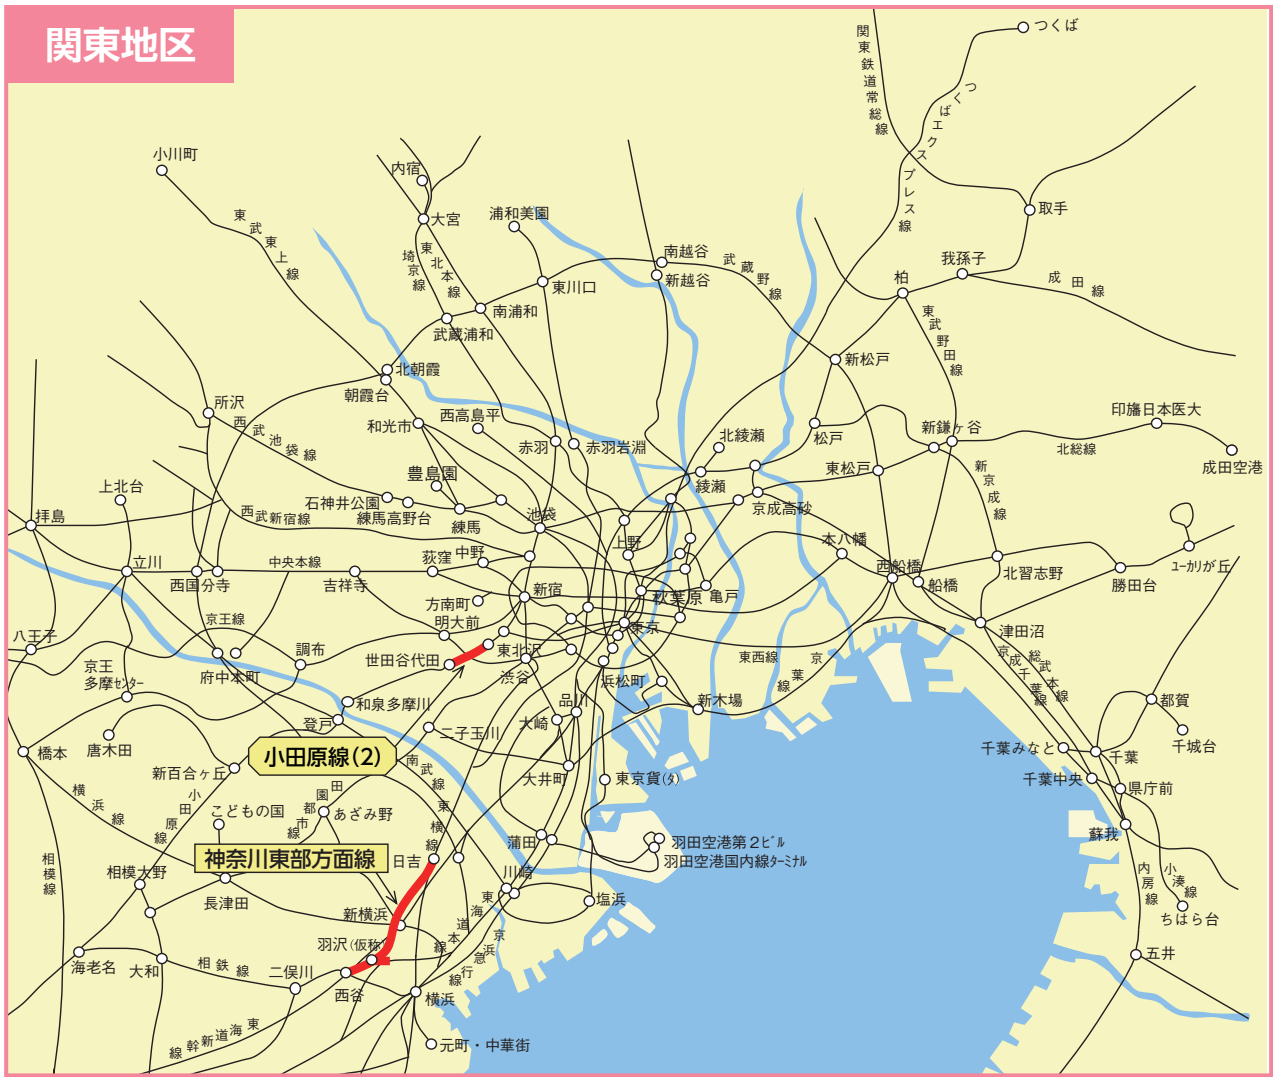 関東地区
つくば
関東鉄道常総線
つくばエクスプレス線
小川町
内宿
大宮
浦和美園
取手
東武東上線
埼京線
東北本線
南越谷
新越谷
武蔵野線
我孫子
柏
成田線
東川口
南浦和
武蔵浦和
東武野田線
北朝霞
朝霞台
新松戸
所沢
西武池袋線
和光市
西高島平
赤羽
赤羽岩淵
北綾瀬
松戸
新鎌ヶ谷
印旛日本医大
北総線
成田空港
豊島園
綾瀬
東松戸
新京成線
上北台
石神井公園
練馬高野台
練馬
池袋
京成高砂
拝島
西武新宿線
上野
本八幡
立川
中央本線
荻窪
中野
西船橋
船橋
北習志野
勝田台
ユーカリが丘
西国分寺
吉祥寺
新宿
秋葉原
亀戸
方南町
明大前
京王線
東京
津田沼
八王子
府中本町
調布
世田谷代田
東北沢
渋谷
東西線
京葉線
京成千葉線
総武本線
京王
多摩センター
和泉多摩川
浜松町
新木場
都賀
登戸
品川
大崎
二子玉川
千城台
橋本
唐木田
小田原線(2)
千葉みなと
千葉
新百合ヶ丘
南武線
大井町
東京貨(タ)
千葉中央
県庁前
横浜線
小田原線
こどもの国
田園都市線
あざみ野
東横線
蘇我
神奈川東部方面線
日吉
蒲田
羽田空港第2ビル
羽田空港国内線ターミナル
相模線
相模大野
長津田
川崎
塩浜
内房線
小湊線
新横浜
ちはら台
羽沢(仮称)
東海道本線
京浜急行線
海老名
大和
相鉄線
二俣川
西谷
横浜
五井
東海道新幹線
元町・中華街